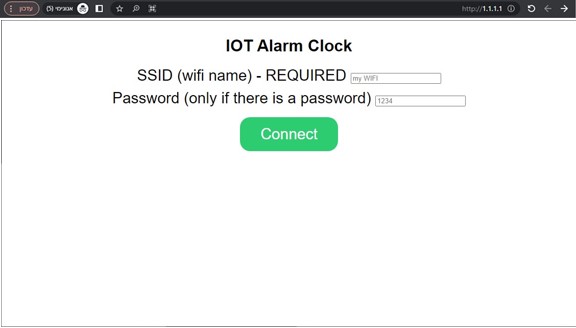 עדכון
אנונימי (5)
http://1.1.1.1
IOT Alarm Clock
SSID (wifi name) - REQUIRED my WIFI
Password (only if there is a password) 1234
Connect